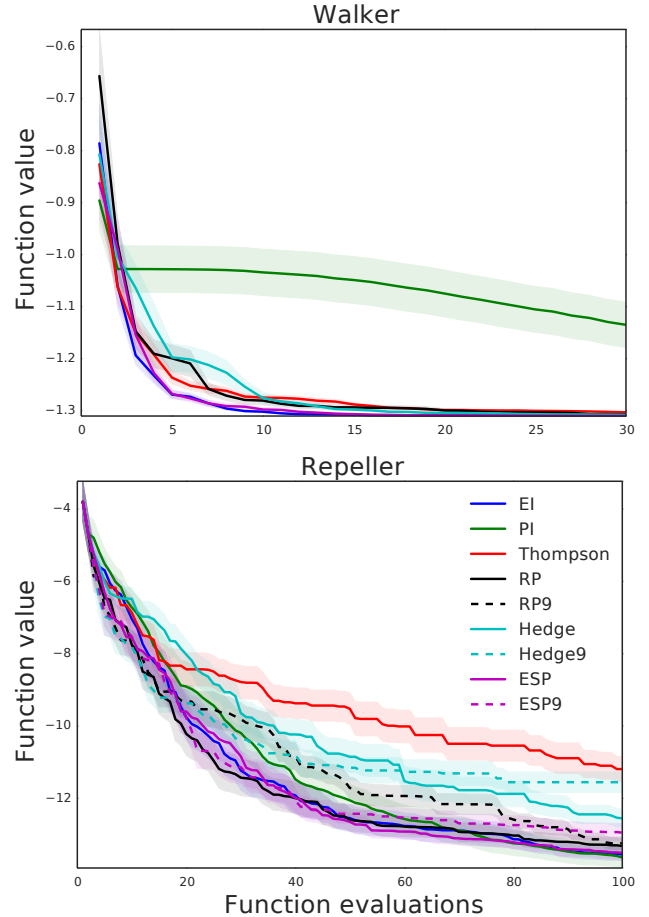 Walker
−0.6
−0.7
−0.8
−0.9
−1.0
−1.1
−1.2
−1.3
Function value
0 5 10 15 20 25 30
Repeller
−4
−6
−8
−10
−12
Function value
EI
PI
Thompson
RP
RP9
Hedge
Hedge9
ESP
ESP9
0 20 40 60 80 100
Function evaluations